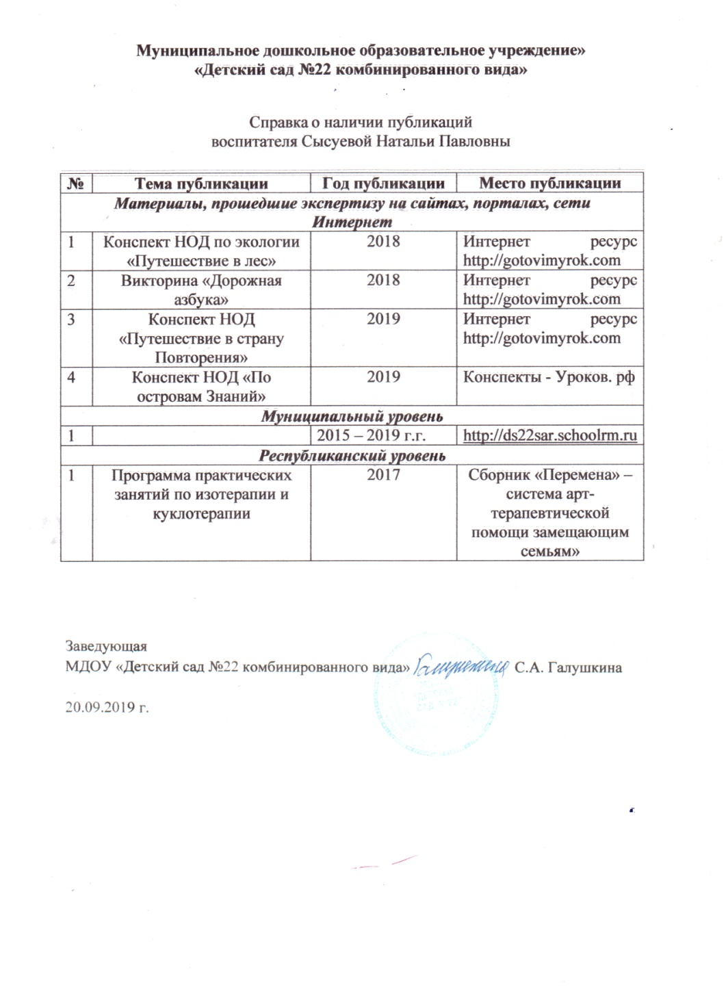 Муниципальное дошкольное образовательное учреждение»
«Детский сад №22 комбинированного вида»
Справка о наличии публикаций
воспитателя Сысуевой Натальи Павловны
№ Тема публикации Год публикации Место публикации
Материалы, прошедшие экспертизу на сайтах, порталах, сети
Интернет
1 Конспект НОД по экологии 2018 Интернет ресурс
«Путешествие в лес» http://gotovimyrok.com
2 Викторина «Дорожная 2018 Интернет ресурс
азбука» http://gotovimyrok.com
3 Конспект НОД 2019 Интернет ресурс
«Путешествие в страну http://gotovimyrok.com
Повторения»
4 Конспект НОД «По 2019 Конспекты - Уроков. рф
островам Знаний»
Муниципальный уровень
1 2015 – 2019 г.г. http://ds22sar.schoolrm.ru
Республиканский уровень
1 Программа практических 2017 Сборник «Перемена» –
занятий по изотерапии и система арт-
куклотерапии терапевтической
помощи замещающим
семьям»
Заведующая
МДОУ «Детский сад №22 комбинированного вида» С.А. Галушкина
20.09.2019 г.